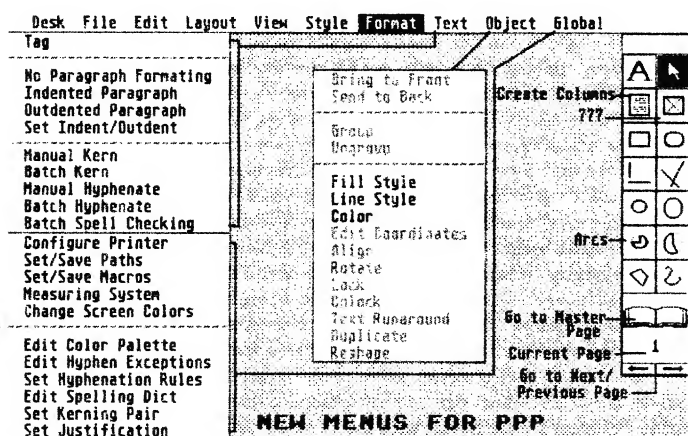 Desk File Edit Layout View Style Format Text Object Global
Tag
No Paragraph Formating
Indented Paragraph
Outdented Paragraph
Set Indent/Outdent
Manual Kern
Batch Kern
Manual Hyphenate
Batch Hyphenate
Batch Spell Checking
Configure Printer
Set/Save Paths
Set/Save Macros
Measuring System
Change Screen Colors
Edit Color Palette
Edit Hyphen Exceptions
Set Hyphenation Rules
Edit Spelling Dict
Set Kerning Pair
Set Justification
Bring to Front
Send to Back
Group
Ungroup
Fill Style
Line Style
Color
Edit Coordinates
Align
Rotate
Lock
Unlock
Text Runaround
Duplicate
Reshape
A
Create Columns
???
Arcs
Go to Master
Page
1
Current Page
Go to Next/
Previous Page
NEW MENUS FOR PPP